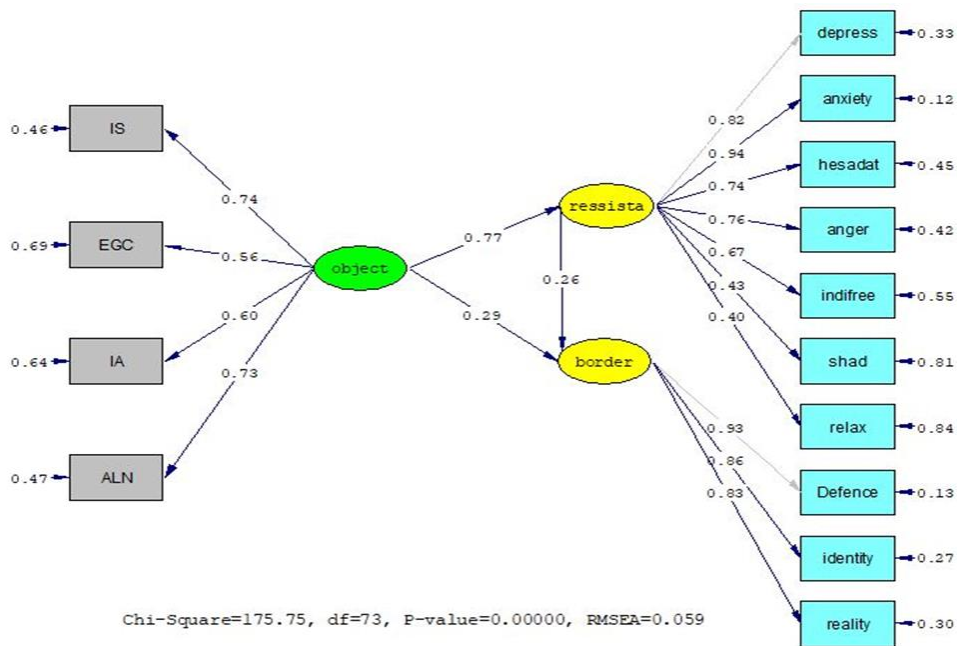 depress
0.33
anxiety
0.12
0.46
IS
0.82
0.94
hesadat
0.45
0.74
0.74
ressista
0.76
anger
0.42
0.69
EGC
0.56
0.77
0.67
object
0.26
0.43
indifree
0.55
0.60
0.29
0.40
0.64
IA
border
shad
0.81
0.73
0.93
relax
0.84
0.47
ALN
0.86
0.83
Defence
0.13
identity
0.27
Chi-Square=175.75, df=73, P-value=0.00000, RMSEA=0.059
reality
0.30